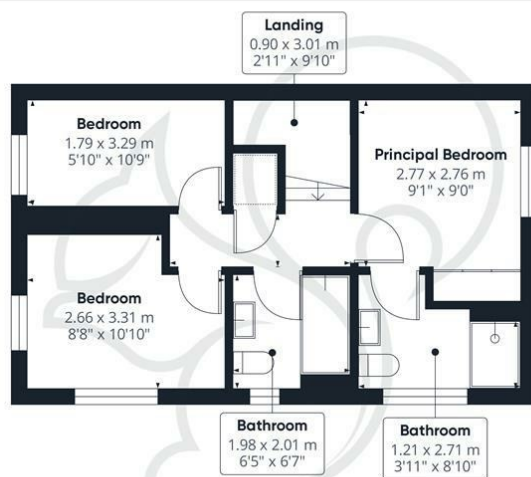 Landing
0.90 x 3.01 m
2'11" x 9'10"
Bedroom
1.79 x 3.29 m
5'10" x 10'9"
Principal Bedroom
2.77 x 2.76 m
9'1" x 9'0"
Bedroom
2.66 x 3.31 m
8'8" x 10'10"
Bathroom
1.98 x 2.01 m
6'5" x 6'7"
Bathroom
1.21 x 2.71 m
3'11" x 8'10"